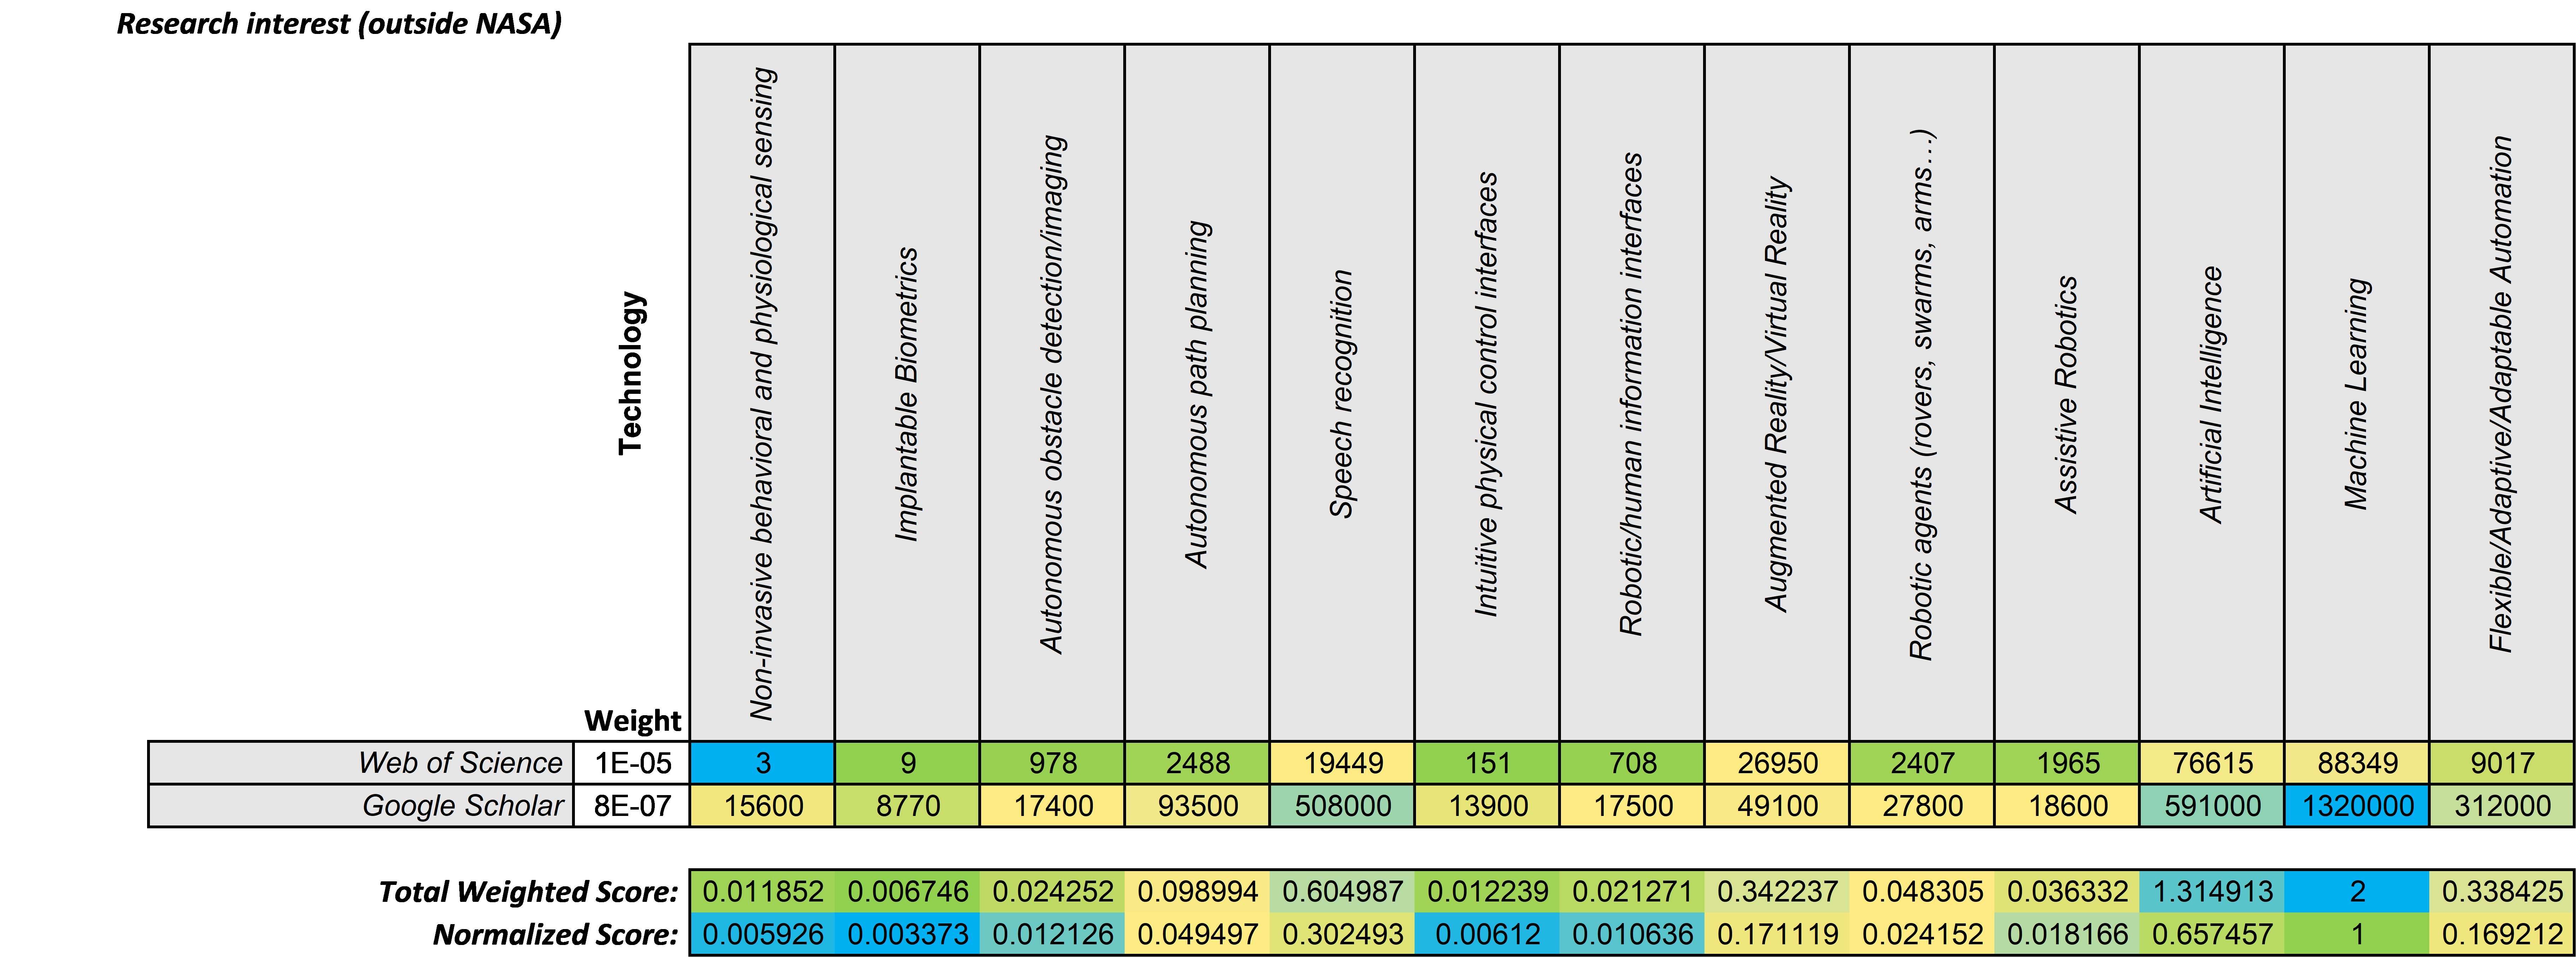 Research interest (outside NASA)
Technology
Non-invasive behavioral and physiological sensing
Implantable Biometrics
Autonomous obstacle detection/imaging
Autonomous path planning
Speech recognition
Intuitive physical control interfaces
Robotic/human information interfaces
Augmented Reality/Virtual Reality
Robotic agents (rovers, swarms, arms…)
Assistive Robotics
Artificial Intelligence
Machine Learning
Flexible/Adaptive/Adaptable Automation
Weight
Web of Science 1E-05 3 9 978 2488 19449 151 708 26950 2407 1965 76615 88349 9017
Google Scholar 8E-07 15600 8770 17400 93500 508000 13900 17500 49100 27800 18600 591000 1320000 312000
Total Weighted Score: 0.011852 0.006746 0.024252 0.098994 0.604987 0.012239 0.021271 0.342237 0.048305 0.036332 1.314913 2 0.338425
Normalized Score: 0.005926 0.003373 0.012126 0.049497 0.302493 0.00612 0.010636 0.171119 0.024152 0.018166 0.657457 1 0.169212